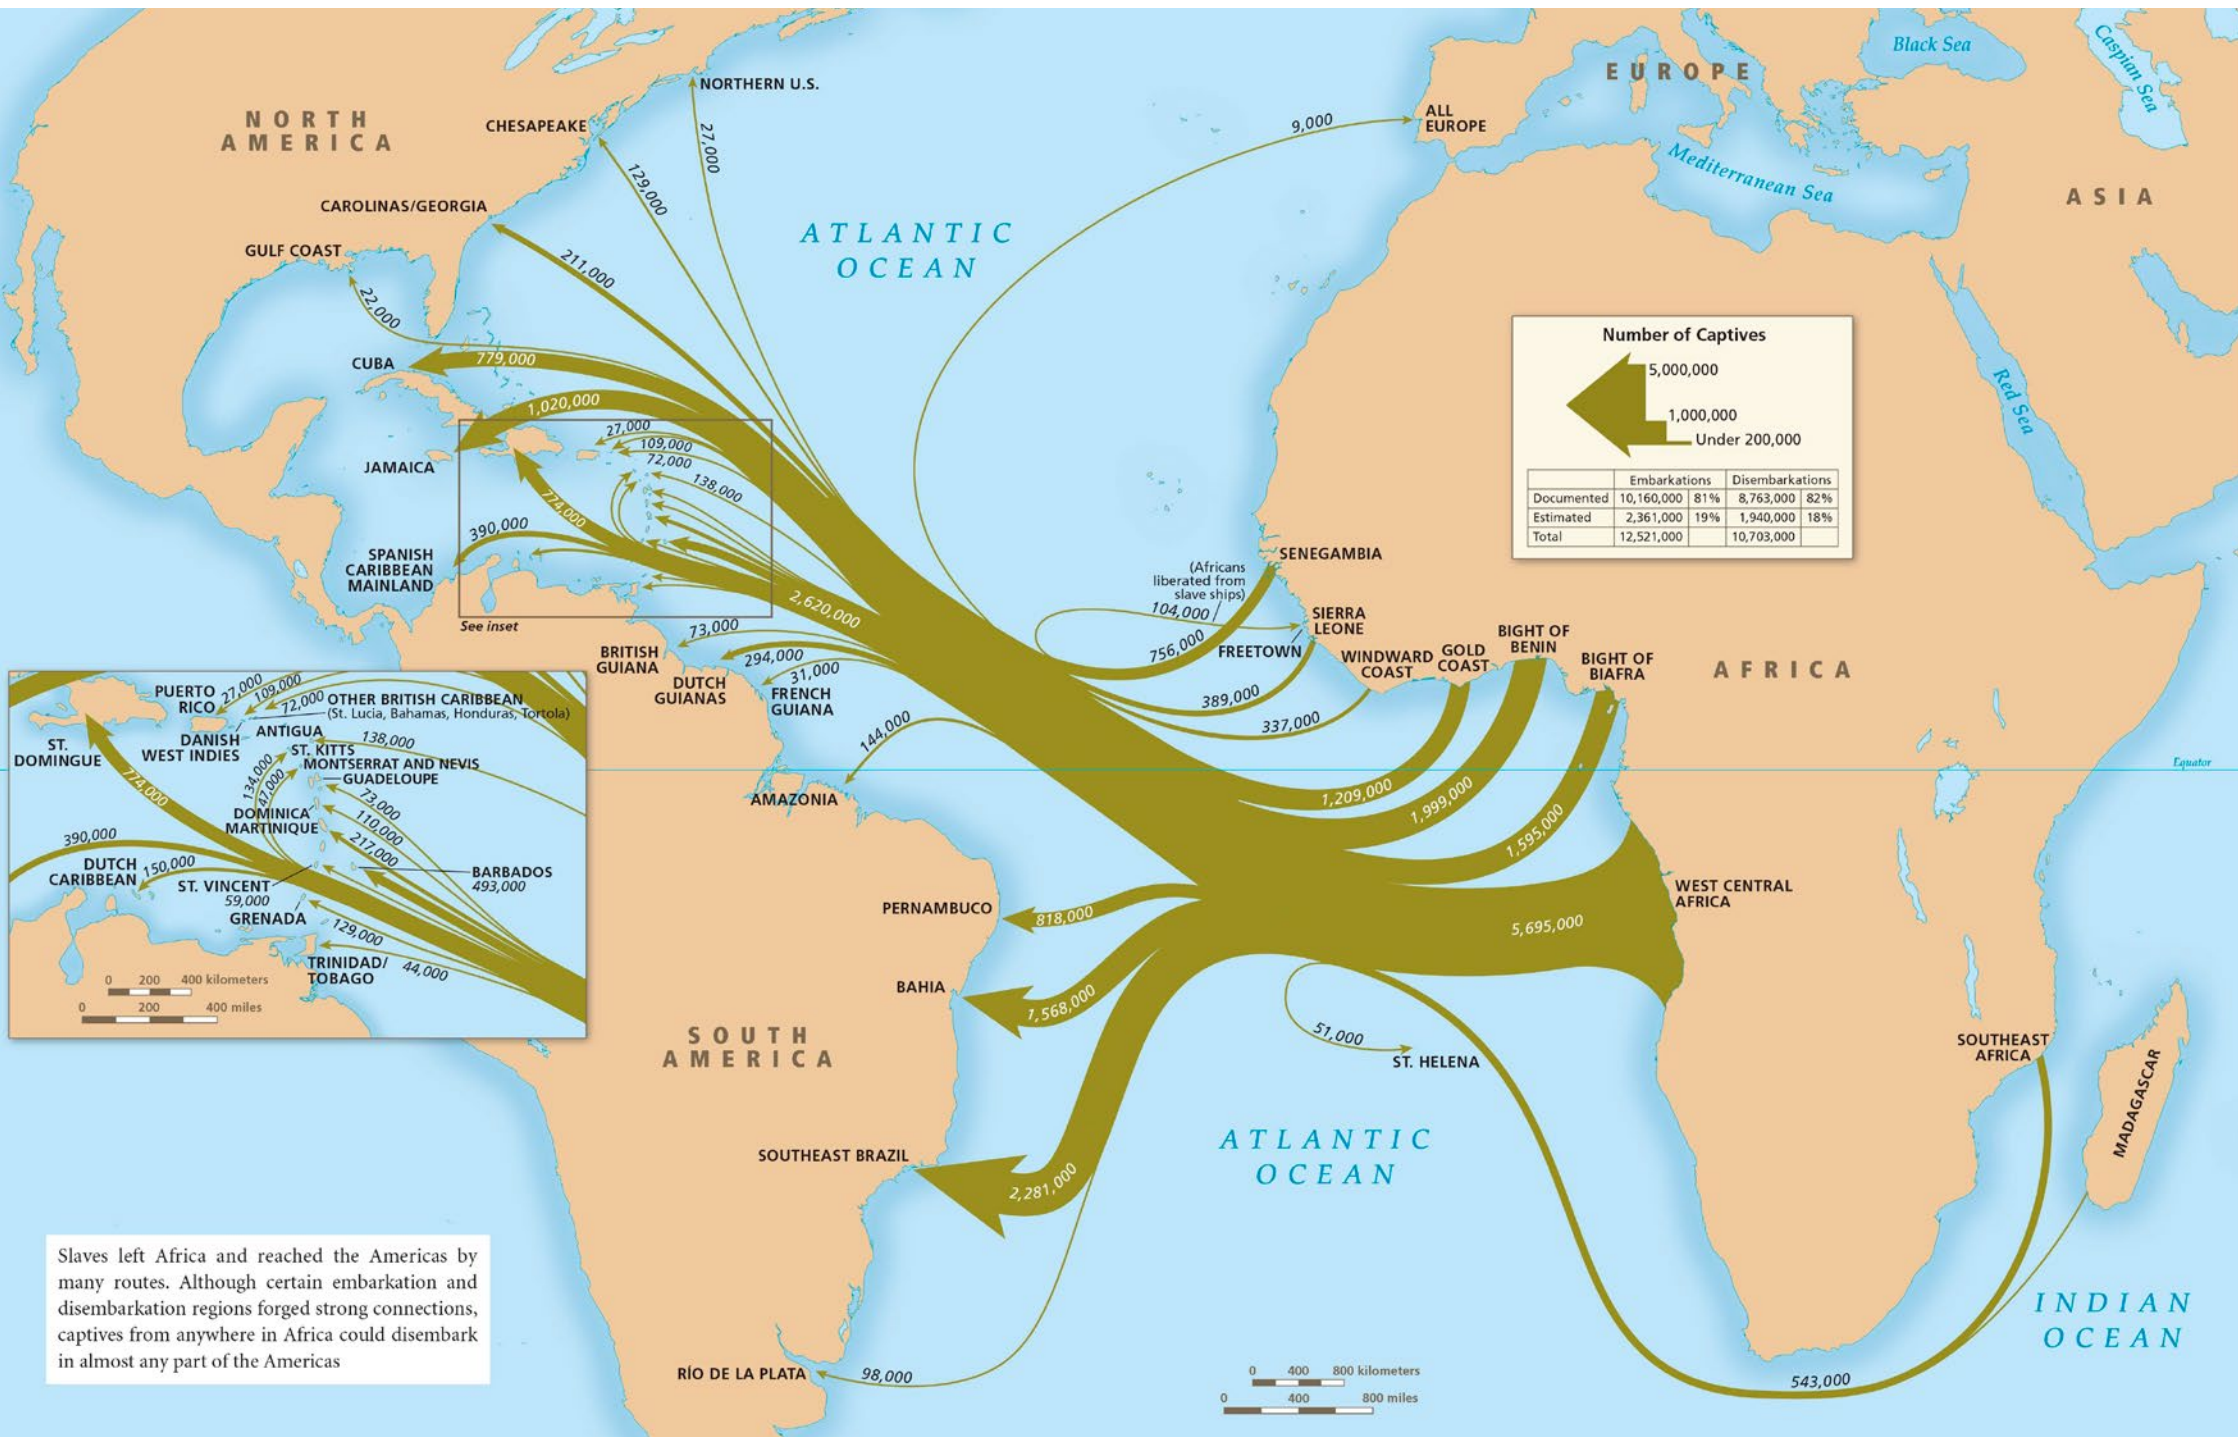 NORTHERN U.S.
NORTH
AMERICA
CHESAPEAKE
27,000
129,000
CAROLINAS/GEORGIA
211,000
GULF COAST
22,000
ATLANTIC
OCEAN
9,000
ALL
EUROPE
EUROPE
Black Sea
Caspian Sea
Mediterranean Sea
ASIA
Red Sea
CUBA
779,000
1,020,000
JAMAICA
27,000
109,000
72,000
138,000
774,000
390,000
SPANISH
CARIBBEAN
MAINLAND
See inset
2,620,000
Number of Captives
5,000,000
1,000,000
Under 200,000
Embarkations Disembarkations
Documented 10,160,000 81% 8,763,000 82%
Estimated 2,361,000 19% 1,940,000 18%
Total 12,521,000 10,703,000
BRITISH
GUIANA
73,000
DUTCH
GUIANAS
294,000
31,000
FRENCH
GUIANA
144,000
AMAZONIA
(Africans
liberated from
slave ships)
104,000
SENEGAMBIA
756,000
SIERRA
LEONE
FREETOWN
389,000
WINDWARD
COAST
337,000
GOLD
COAST
1,209,000
BIGHT OF
BENIN
1,999,000
BIGHT OF
BIAFRA
1,595,000
AFRICA
Equator
WEST CENTRAL
AFRICA
5,695,000
PUERTO
RICO
27,000
109,000
72,000
OTHER BRITISH CARIBBEAN
(St. Lucia, Bahamas, Honduras, Tortola)
DANISH
WEST INDIES
ANTIGUA
138,000
ST.
DOMINGUE
774,000
ST. KITTS
134,000
MONTSERRAT AND NEVIS
47,000
GUADELOUPE
73,000
DOMINICA
110,000
MARTINIQUE
217,000
390,000
DUTCH
CARIBBEAN
150,000
ST. VINCENT
59,000
BARBADOS
493,000
GRENADA
129,000
TRINIDAD/
TOBAGO
44,000
0 200 400 kilometers
0 200 400 miles
PERNAMBUCO
818,000
BAHIA
1,568,000
SOUTH
AMERICA
SOUTHEAST BRAZIL
2,281,000
51,000
ST. HELENA
ATLANTIC
OCEAN
SOUTHEAST
AFRICA
MADAGASCAR
INDIAN
OCEAN
543,000
RÍO DE LA PLATA
98,000
0 400 800 kilometers
0 400 800 miles
Slaves left Africa and reached the Americas by
many routes. Although certain embarkation and
disembarkation regions forged strong connections,
captives from anywhere in Africa could disembark
in almost any part of the Americas